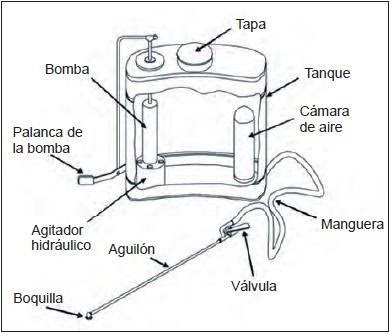 Tapa
Bomba
Tanque
Cámara
de aire
Palanca de
la bomba
Manguera
Agitador
hidráulico
Aguilón
Válvula
Boquilla